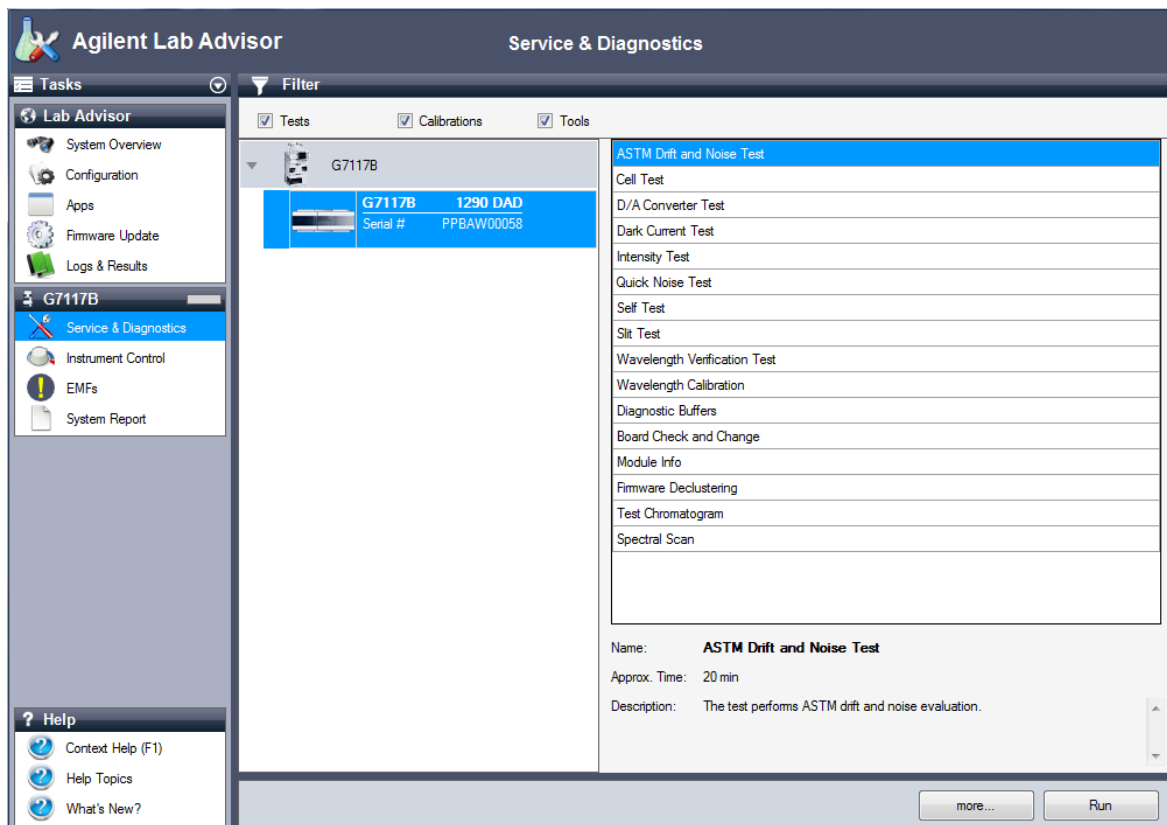 Agilent Lab Advisor
Service & Diagnostics
Tasks
Filter
Lab Advisor
System Overview
Configuration
Apps
Firmware Update
Logs & Results
G7117B
Service & Diagnostics
Instrument Control
EMFs
System Report
? Help
Context Help (F1)
Help Topics
What's New?
Tests
Calibrations
Tools
G7117B
G7117B 1290 DAD
Serial # PPBAW00058
ASTM Drift and Noise Test
Cell Test
D/A Converter Test
Dark Current Test
Intensity Test
Quick Noise Test
Self Test
Slit Test
Wavelength Verification Test
Wavelength Calibration
Diagnostic Buffers
Board Check and Change
Module Info
Firmware Declustering
Test Chromatogram
Spectral Scan
Name: ASTM Drift and Noise Test
Approx. Time: 20 min
Description: The test performs ASTM drift and noise evaluation.
more...
Run